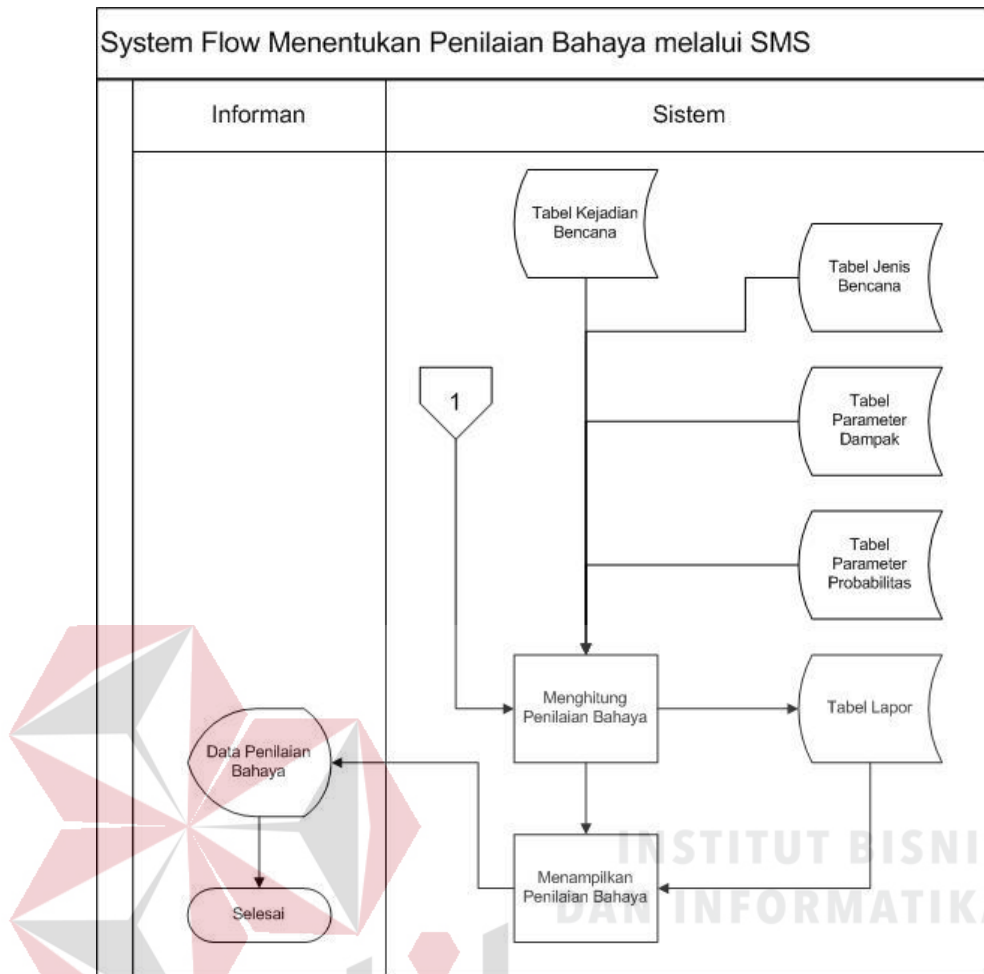 System Flow Menentukan Penilaian Bahaya melalui SMS
Informan
Sistem
Tabel Kejadian
Bencana
Tabel Jenis
Bencana
1
Tabel
Parameter
Dampak
Tabel
Parameter
Probabilitas
Menghitung
Penilaian Bahaya
Tabel Lapor
Data Penilaian
Bahaya
Menampilkan
Penilaian Bahaya
Selesai
INSTITUT BISNI
DAN INFORMATIKA